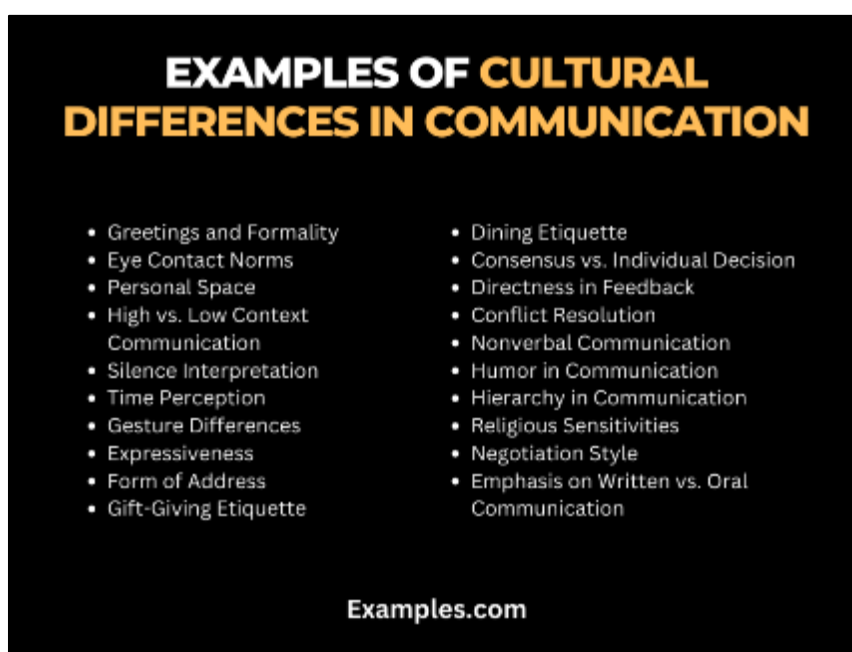 EXAMPLES OF CULTURAL
DIFFERENCES IN COMMUNICATION
• Greetings and Formality
• Eye Contact Norms
• Personal Space
• High vs. Low Context
Communication
• Silence Interpretation
• Time Perception
• Gesture Differences
• Expressiveness
• Form of Address
• Gift-Giving Etiquette
• Dining Etiquette
• Consensus vs. Individual Decision
• Directness in Feedback
• Conflict Resolution
• Nonverbal Communication
• Humor in Communication
• Hierarchy in Communication
• Religious Sensitivities
• Negotiation Style
• Emphasis on Written vs. Oral
Communication
Examples.com